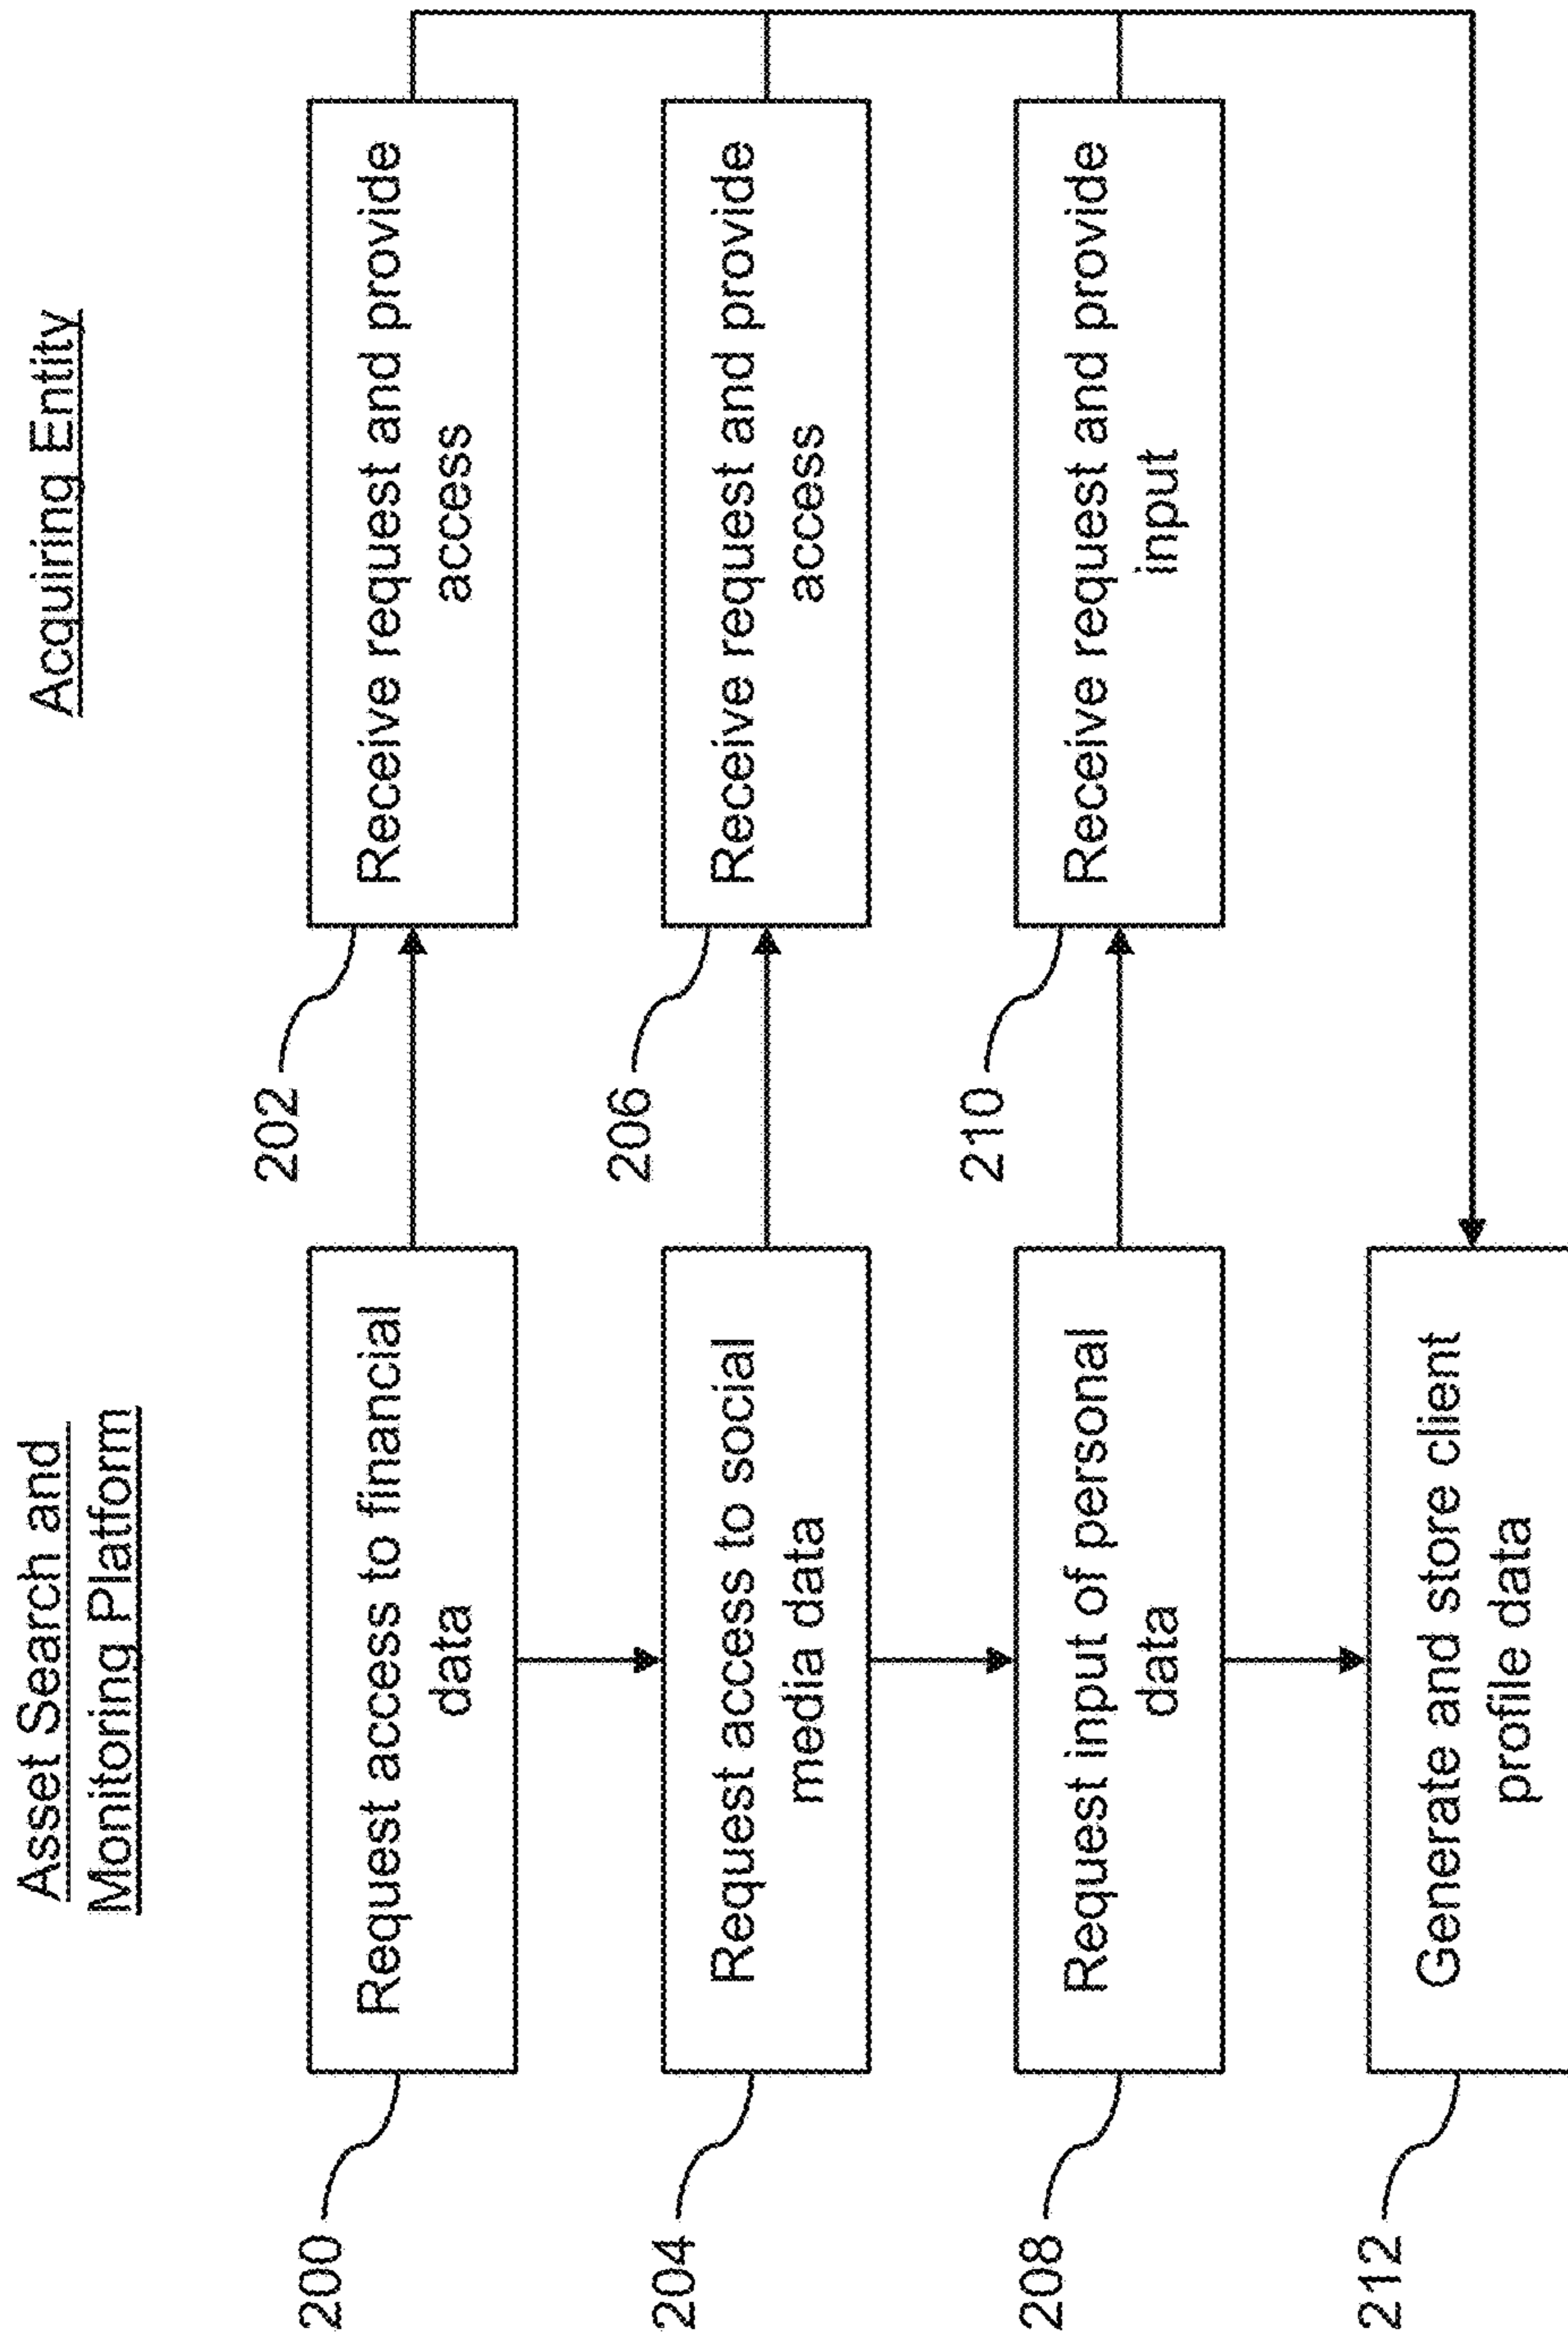 Asset Search and
Monitoring Platform
Acquiring Entity
200
Request access to financial
data
202
Receive request and provide
access
204
Request access to social
media data
206
Receive request and provide
access
208
Request input of personal
data
210
Receive request and provide
input
212
Generate and store client
profile data